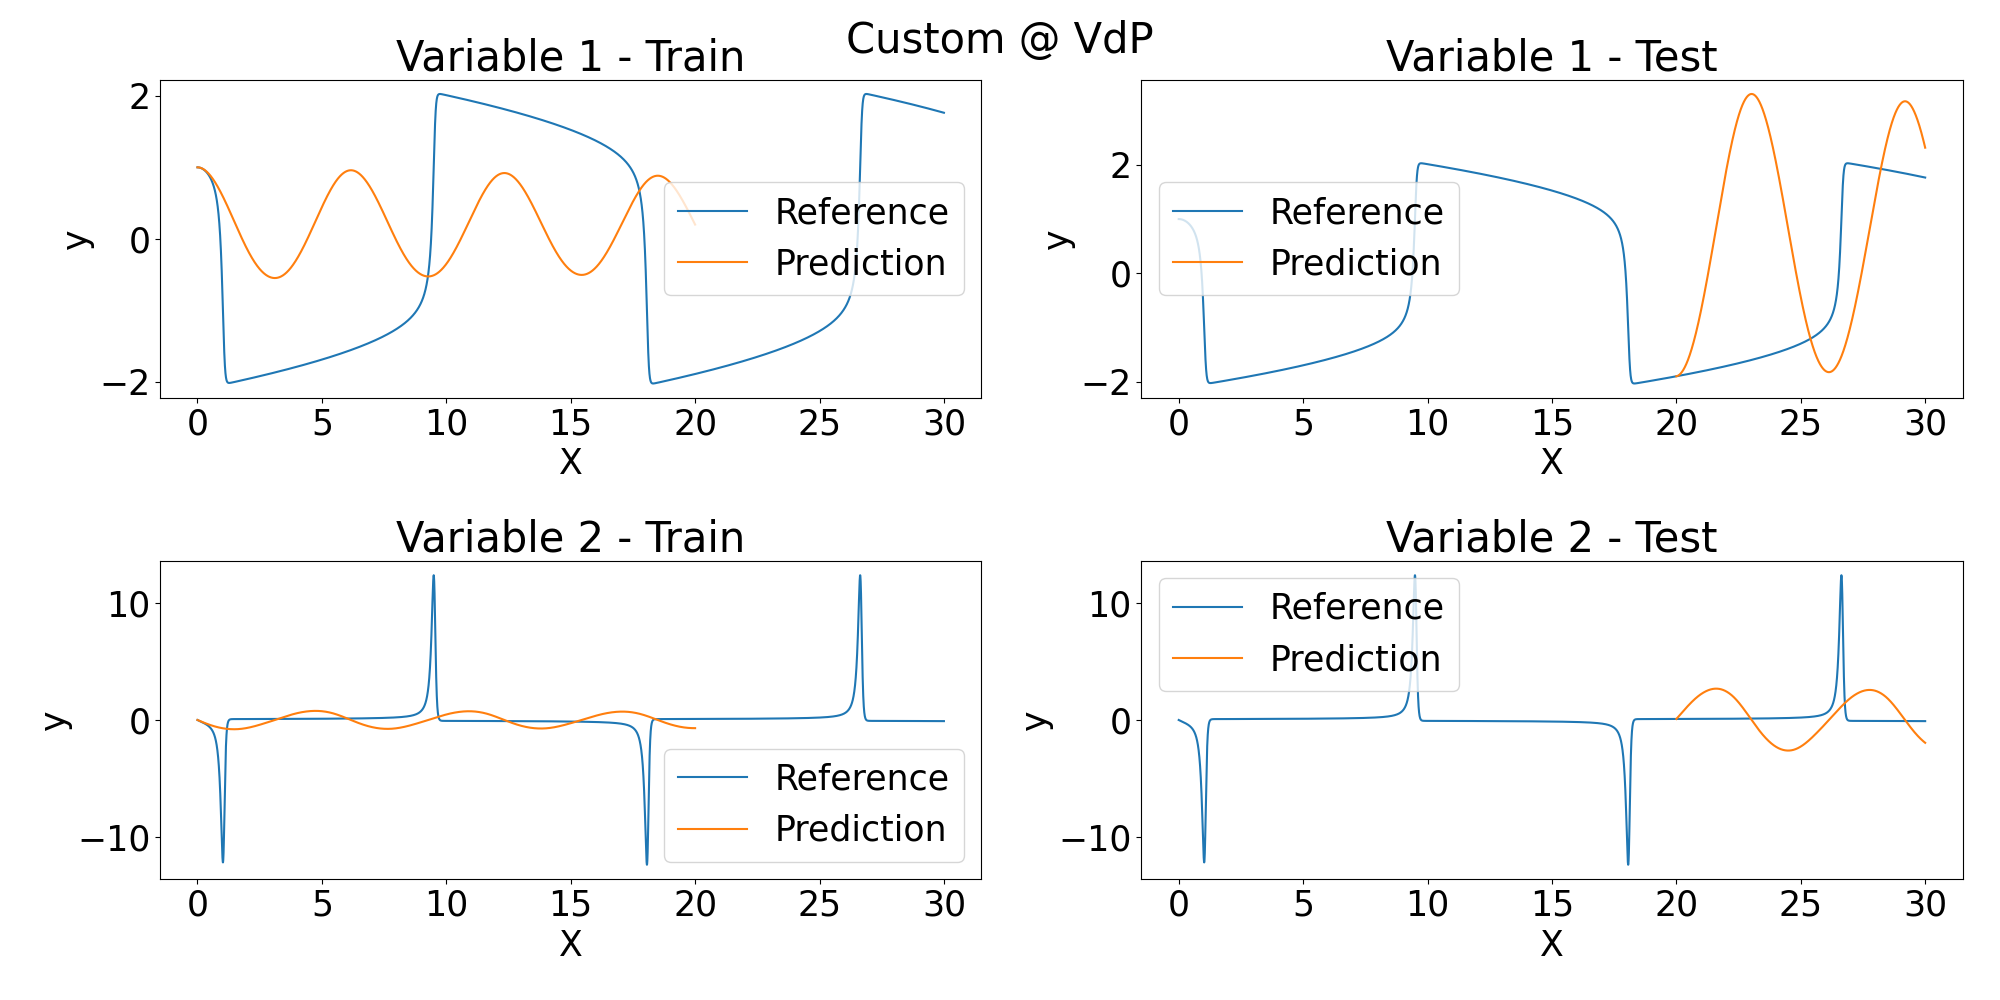 Custom @ VdP
Variable 1 - Train
2
0
−2
y
0 5 10 15 20 25 30
X
Reference
Prediction
Variable 1 - Test
2
0
−2
y
0 5 10 15 20 25 30
X
Reference
Prediction
Variable 2 - Train
10
0
−10
y
0 5 10 15 20 25 30
X
Reference
Prediction
Variable 2 - Test
10
0
−10
y
0 5 10 15 20 25 30
X
Reference
Prediction